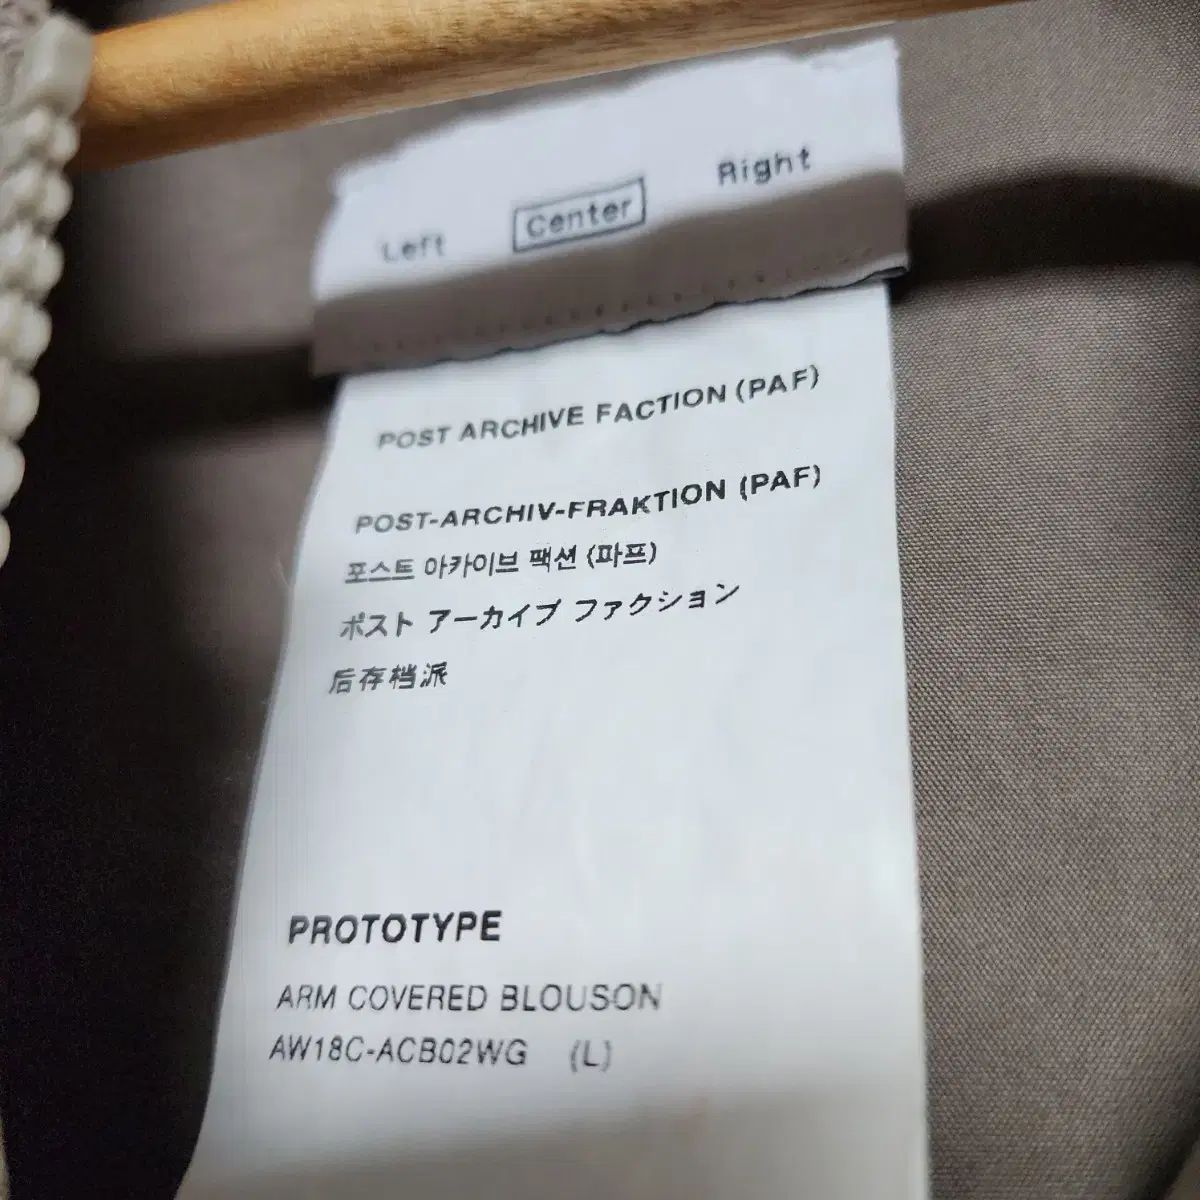 Left Center Right
POST ARCHIVE FACTION (PAF)
POST-ARCHIV-FRAKTION (PAF)
포스트 아카이브 팩션 (파프)
ポスト アーカイブ ファクション
后存档派
PROTOTYPE
ARM COVERED BLOUSON
AW18C-ACB02WG (L)